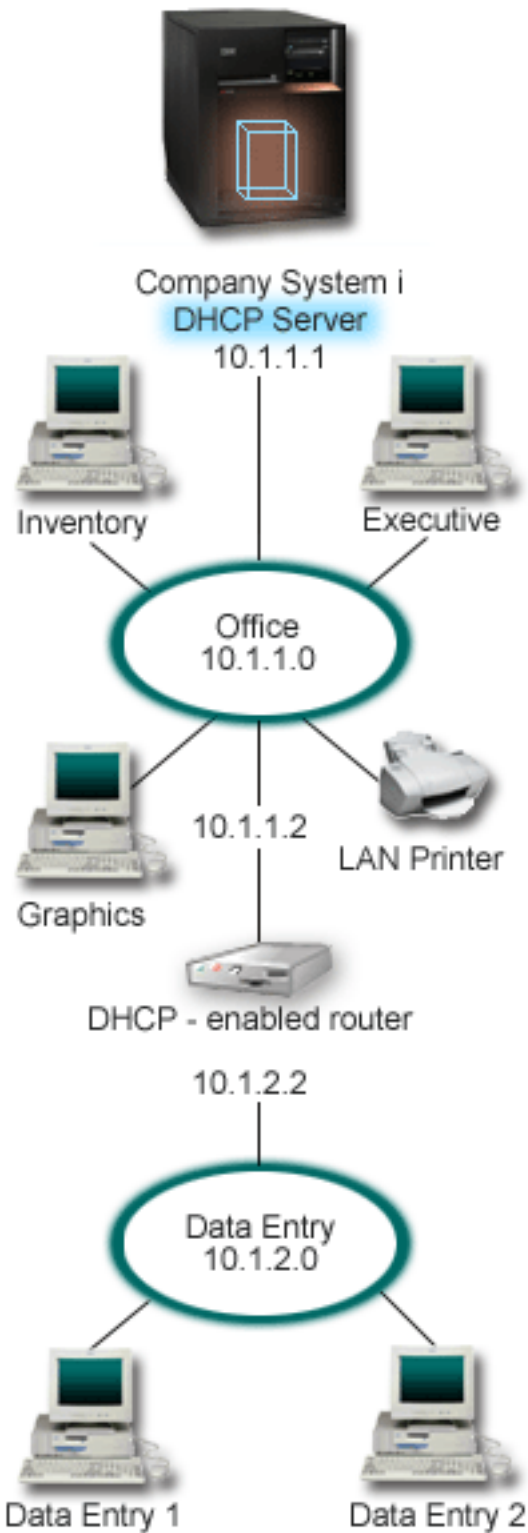 IBM
Company System i
DHCP Server
10.1.1.1
Inventory
Executive
Office
10.1.1.0
Graphics
10.1.1.2
LAN Printer
DHCP - enabled router
10.1.2.2
Data Entry
10.1.2.0
Data Entry 1
Data Entry 2